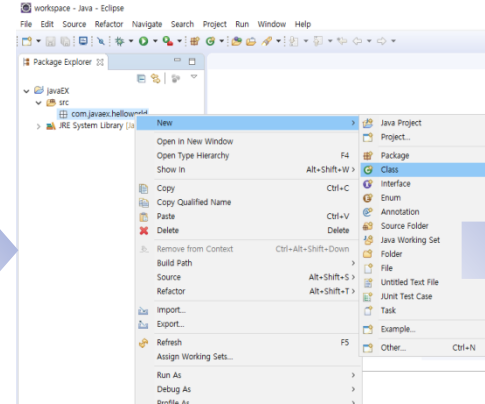 workspace - Java - Eclipse
File Edit Source Refactor Navigate Search Project Run Window Help
Package Explorer
javaEX
src
com.javaex.helloworld
JRE System Library
New
Open in New Window
Open Type Hierarchy F4
Show In Alt+Shift+W >
Copy Ctrl+C
Copy Qualified Name
Paste Ctrl+V
Delete Delete
Remove from Context Ctrl+Alt+Shift+Down
Build Path >
Source Alt+Shift+S >
Refactor Alt+Shift+T >
Import...
Export...
Refresh F5
Assign Working Sets...
Run As >
Debug As >
Profile As >
Java Project
Project...
Package
Class
Interface
Enum
Annotation
Source Folder
Java Working Set
Folder
File
Untitled Text File
JUnit Test Case
Task
Example...
Other... Ctrl+N